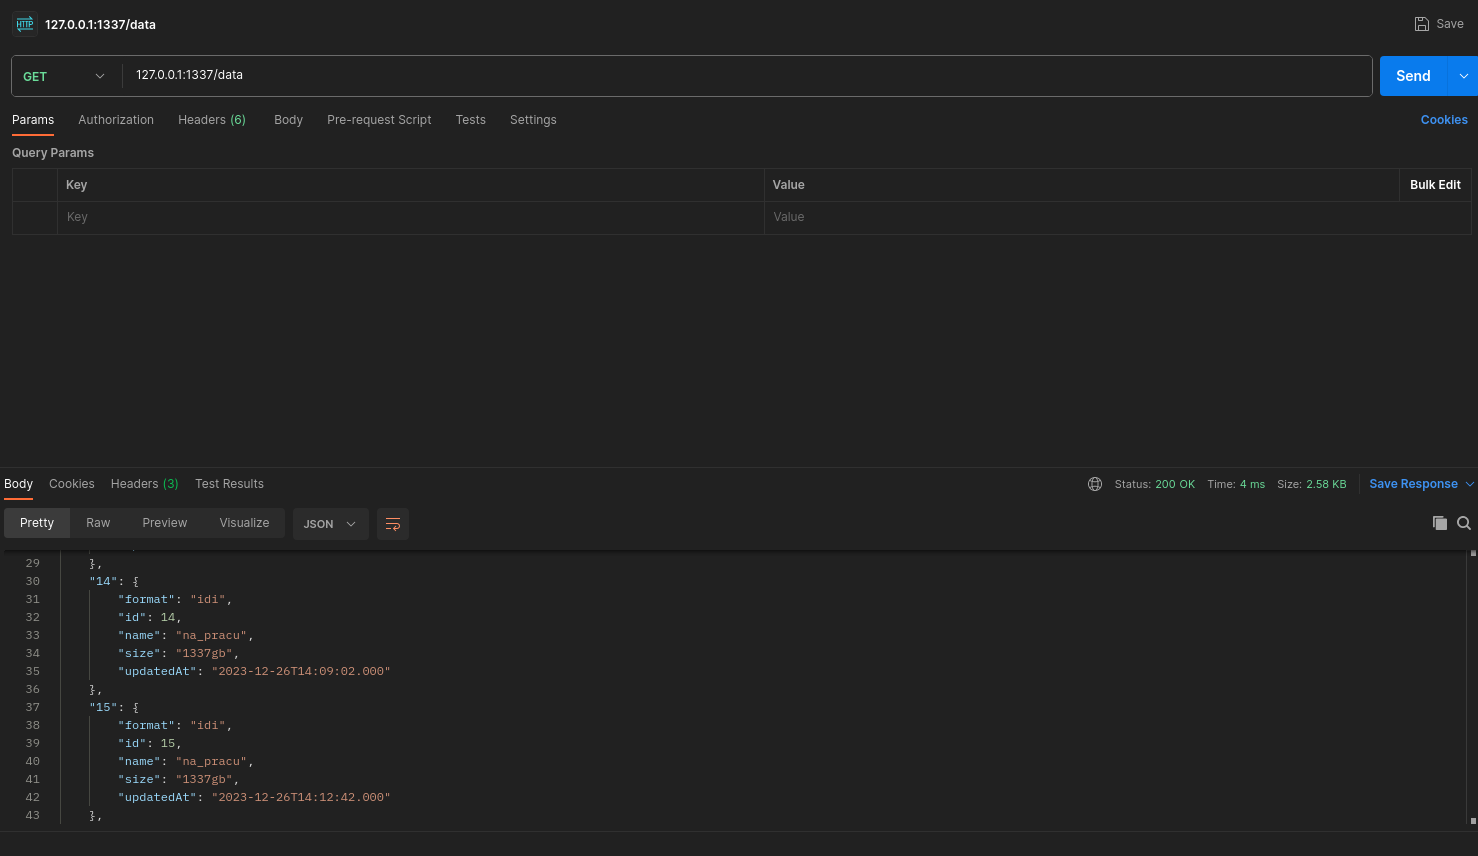 HTTP 127.0.0.1:1337/data Save
GET 127.0.0.1:1337/data Send
Params Authorization Headers (6) Body Pre-request Script Tests Settings Cookies
Query Params
Key Value Bulk Edit
Key Value
Body Cookies Headers (3) Test Results Status: 200 OK Time: 4 ms Size: 2.58 KB Save Response
Pretty Raw Preview Visualize JSON
29 },
30 "14": {
31 "format": "idi",
32 "id": 14,
33 "name": "na_pracu",
34 "size": "1337gb",
35 "updatedAt": "2023-12-26T14:09:02.000"
36 },
37 "15": {
38 "format": "idi",
39 "id": 15,
40 "name": "na_pracu",
41 "size": "1337gb",
42 "updatedAt": "2023-12-26T14:12:42.000"
43 },